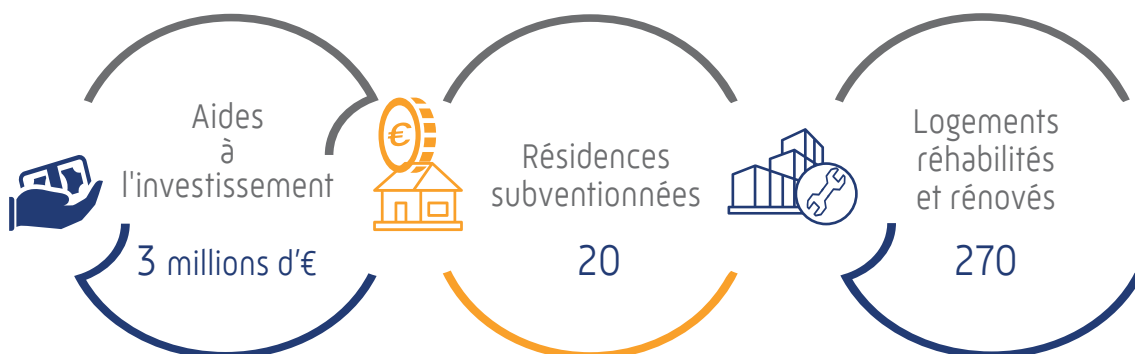 Aides
à
l'investissement
3 millions d'€
€
Résidences
subventionnées
20
Logements
réhabilités
et rénovés
270